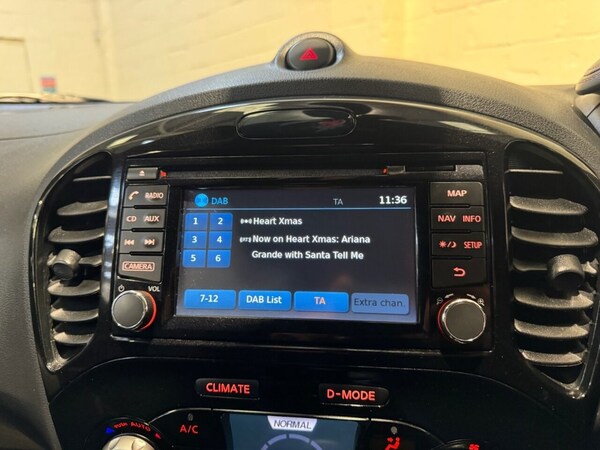 DAB TA 11:36
RADIO
MAP
1 2 Heart Xmas
CD AUX
NAV INFO
3 4 Now on Heart Xmas: Ariana
Grande with Santa Tell Me
SETUP
5 6
CAMERA
VOL
7-12 DAB List TA Extra chan.
CLIMATE
D-MODE
A/C
NORMAL
AUTO